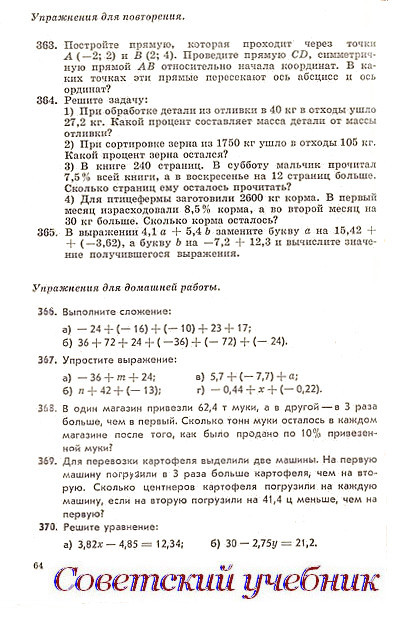 Упражнения для повторения.
363. Постройте прямую, которая проходит через точки
A (−2; 2) и B (2; 4). Проведите прямую CD, симметрич-
ную прямой AB относительно начала координат. В ка-
ких точках эти прямые пересекают ось абсцисс и ось
ординат?
364. Решите задачу:
1) При обработке детали из отливки в 40 кг в отходы ушло
27,2 кг. Какой процент составляет масса детали от массы
отливки?
2) При сортировке зерна из 1750 кг ушло в отходы 105 кг.
Какой процент зерна остался?
3) В книге 240 страниц. В субботу мальчик прочитал
7,5% всей книги, а в воскресенье на 12 страниц больше.
Сколько страниц ему осталось прочитать?
4) Для птицефермы заготовили 2600 кг корма. В первый
месяц израсходовали 8,5% корма, а во второй месяц на
30 кг больше. Сколько корма осталось?
365. В выражении 4,1 a + 5,4 b замените букву a на 15,42 +
+ (−3,62), а букву b на −7,2 + 12,3 и вычислите значе-
ние получившегося выражения.
Упражнения для домашней работы.
366. Выполните сложение:
а) − 24 + (− 16) + (− 10) + 23 + 17;
б) 36 + 72 + 24 + (−36) + (− 72) + (− 24).
367. Упростите выражение:
а) − 36 + m + 24; в) 5,7 + (− 7,7) + a;
б) n + 42 + (− 13); г) − 0,44 + x + (− 0,22).
368. В один магазин привезли 62,4 т муки, а в другой — в 3 раза
больше, чем в первый. Сколько тонн муки осталось в каждом
магазине после того, как было продано по 10% привезен-
ной муки?
369. Для перевозки картофеля выделили две машины. На первую
машину погрузили в 3 раза больше картофеля, чем на вто-
рую. Сколько центнеров картофеля погрузили на каждую
машину, если на вторую погрузили на 41,4 ц меньше, чем на
первую?
370. Решите уравнение:
а) 3,82x − 4,85 = 12,34; б) 30 − 2,75y = 21,2.
64
Советский учебник